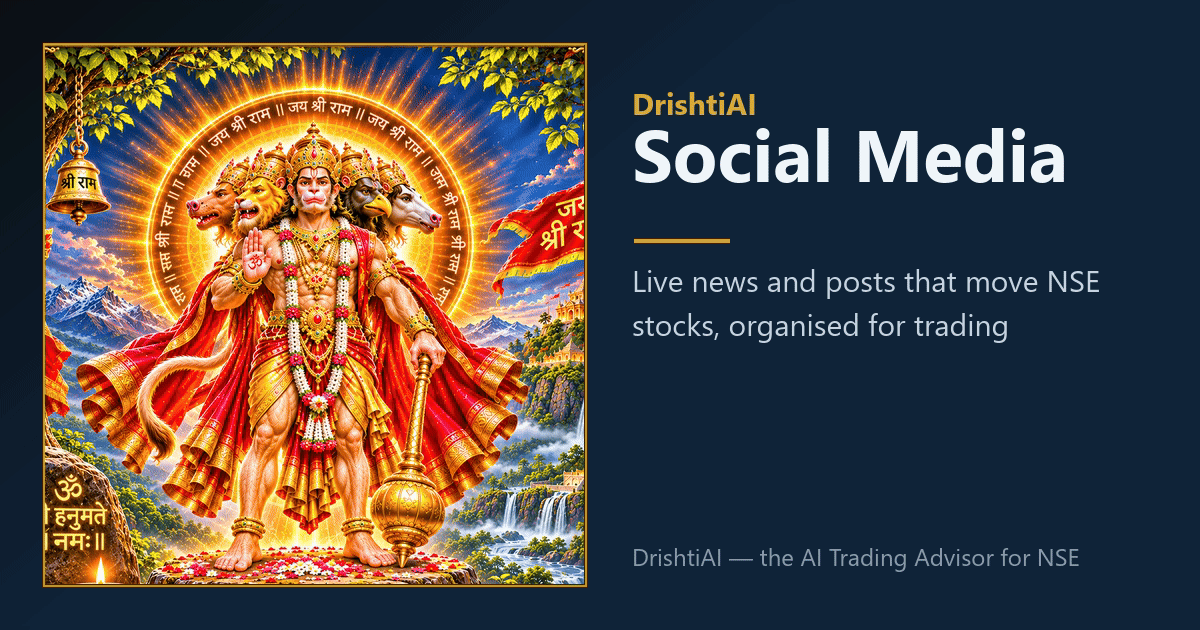 DrishtiAI
Social Media
Live news and posts that move NSE
stocks, organised for trading
DrishtiAI — the AI Trading Advisor for NSE
जय श्री राम ॥ जय श्री राम ॥ जय श्री राम
श्री राम
जय
श्री
ॐ
हनुमते
नमः॥